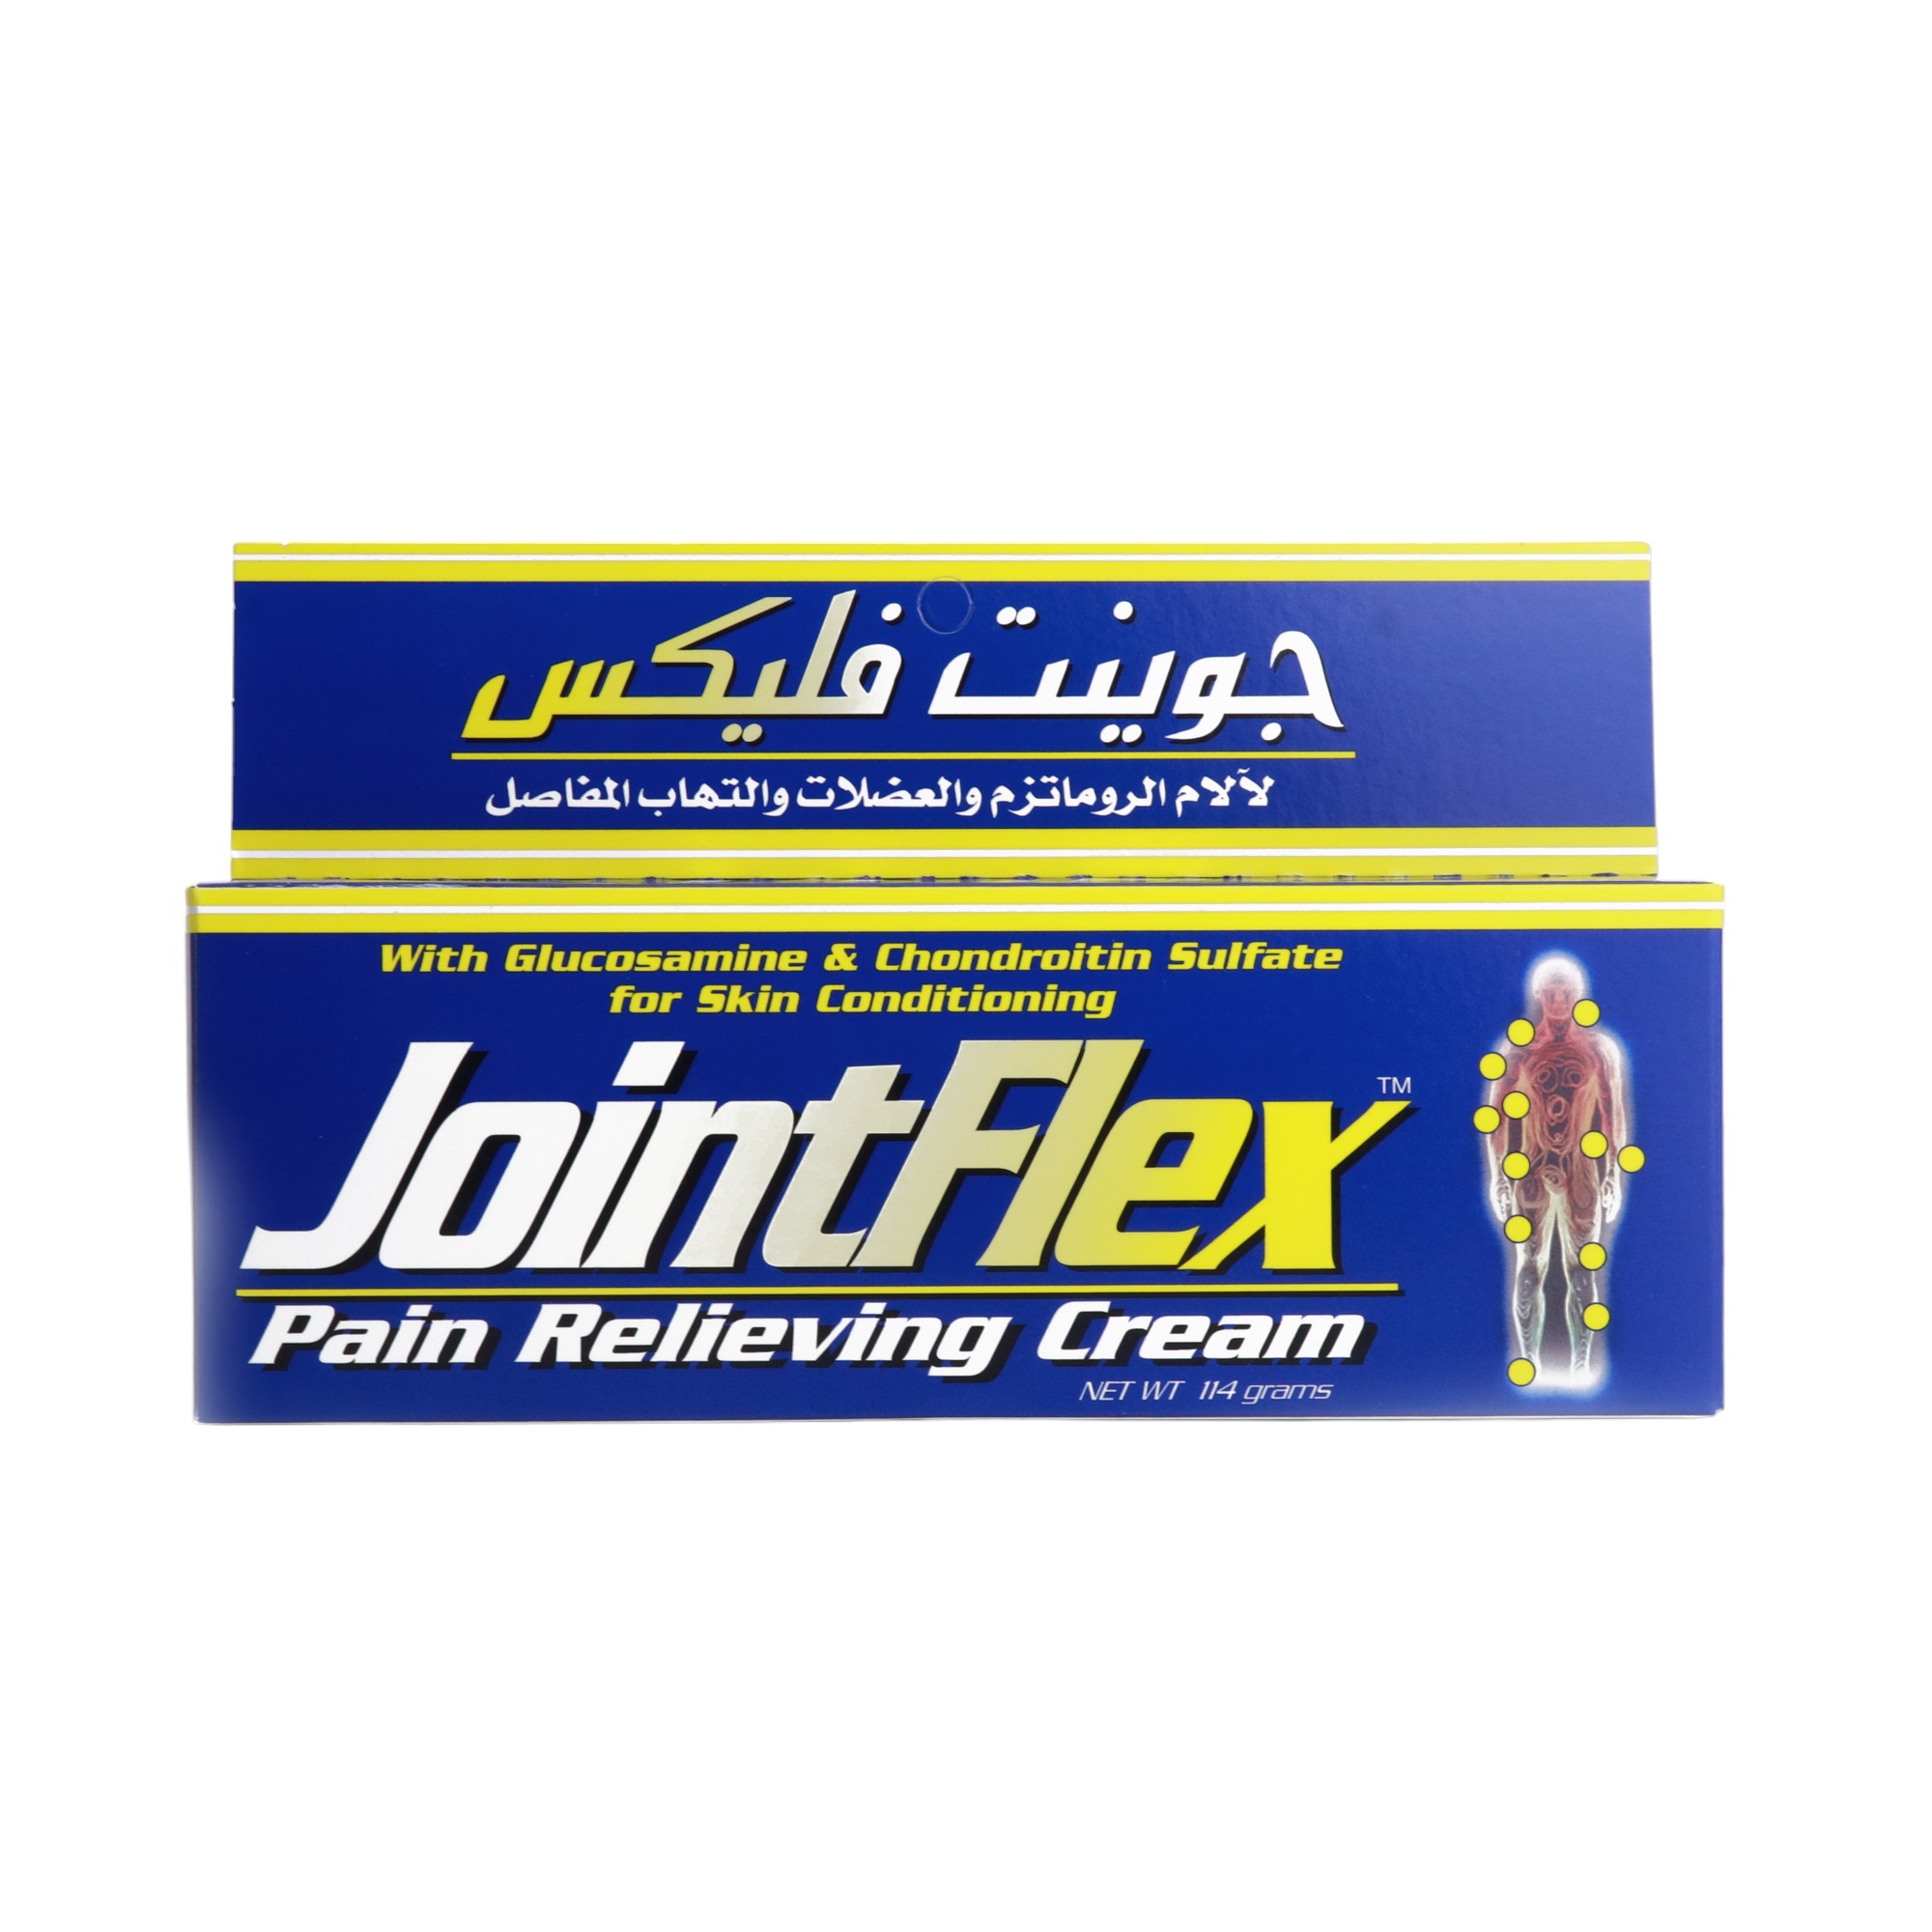 جوينيت فليكس
لآلام الروماتزم والعضلات والتهاب المفاصل
With Glucosamine & Chondroitin Sulfate
for Skin Conditioning
JointFlex™
Pain Relieving Cream
NET WT 114 grams